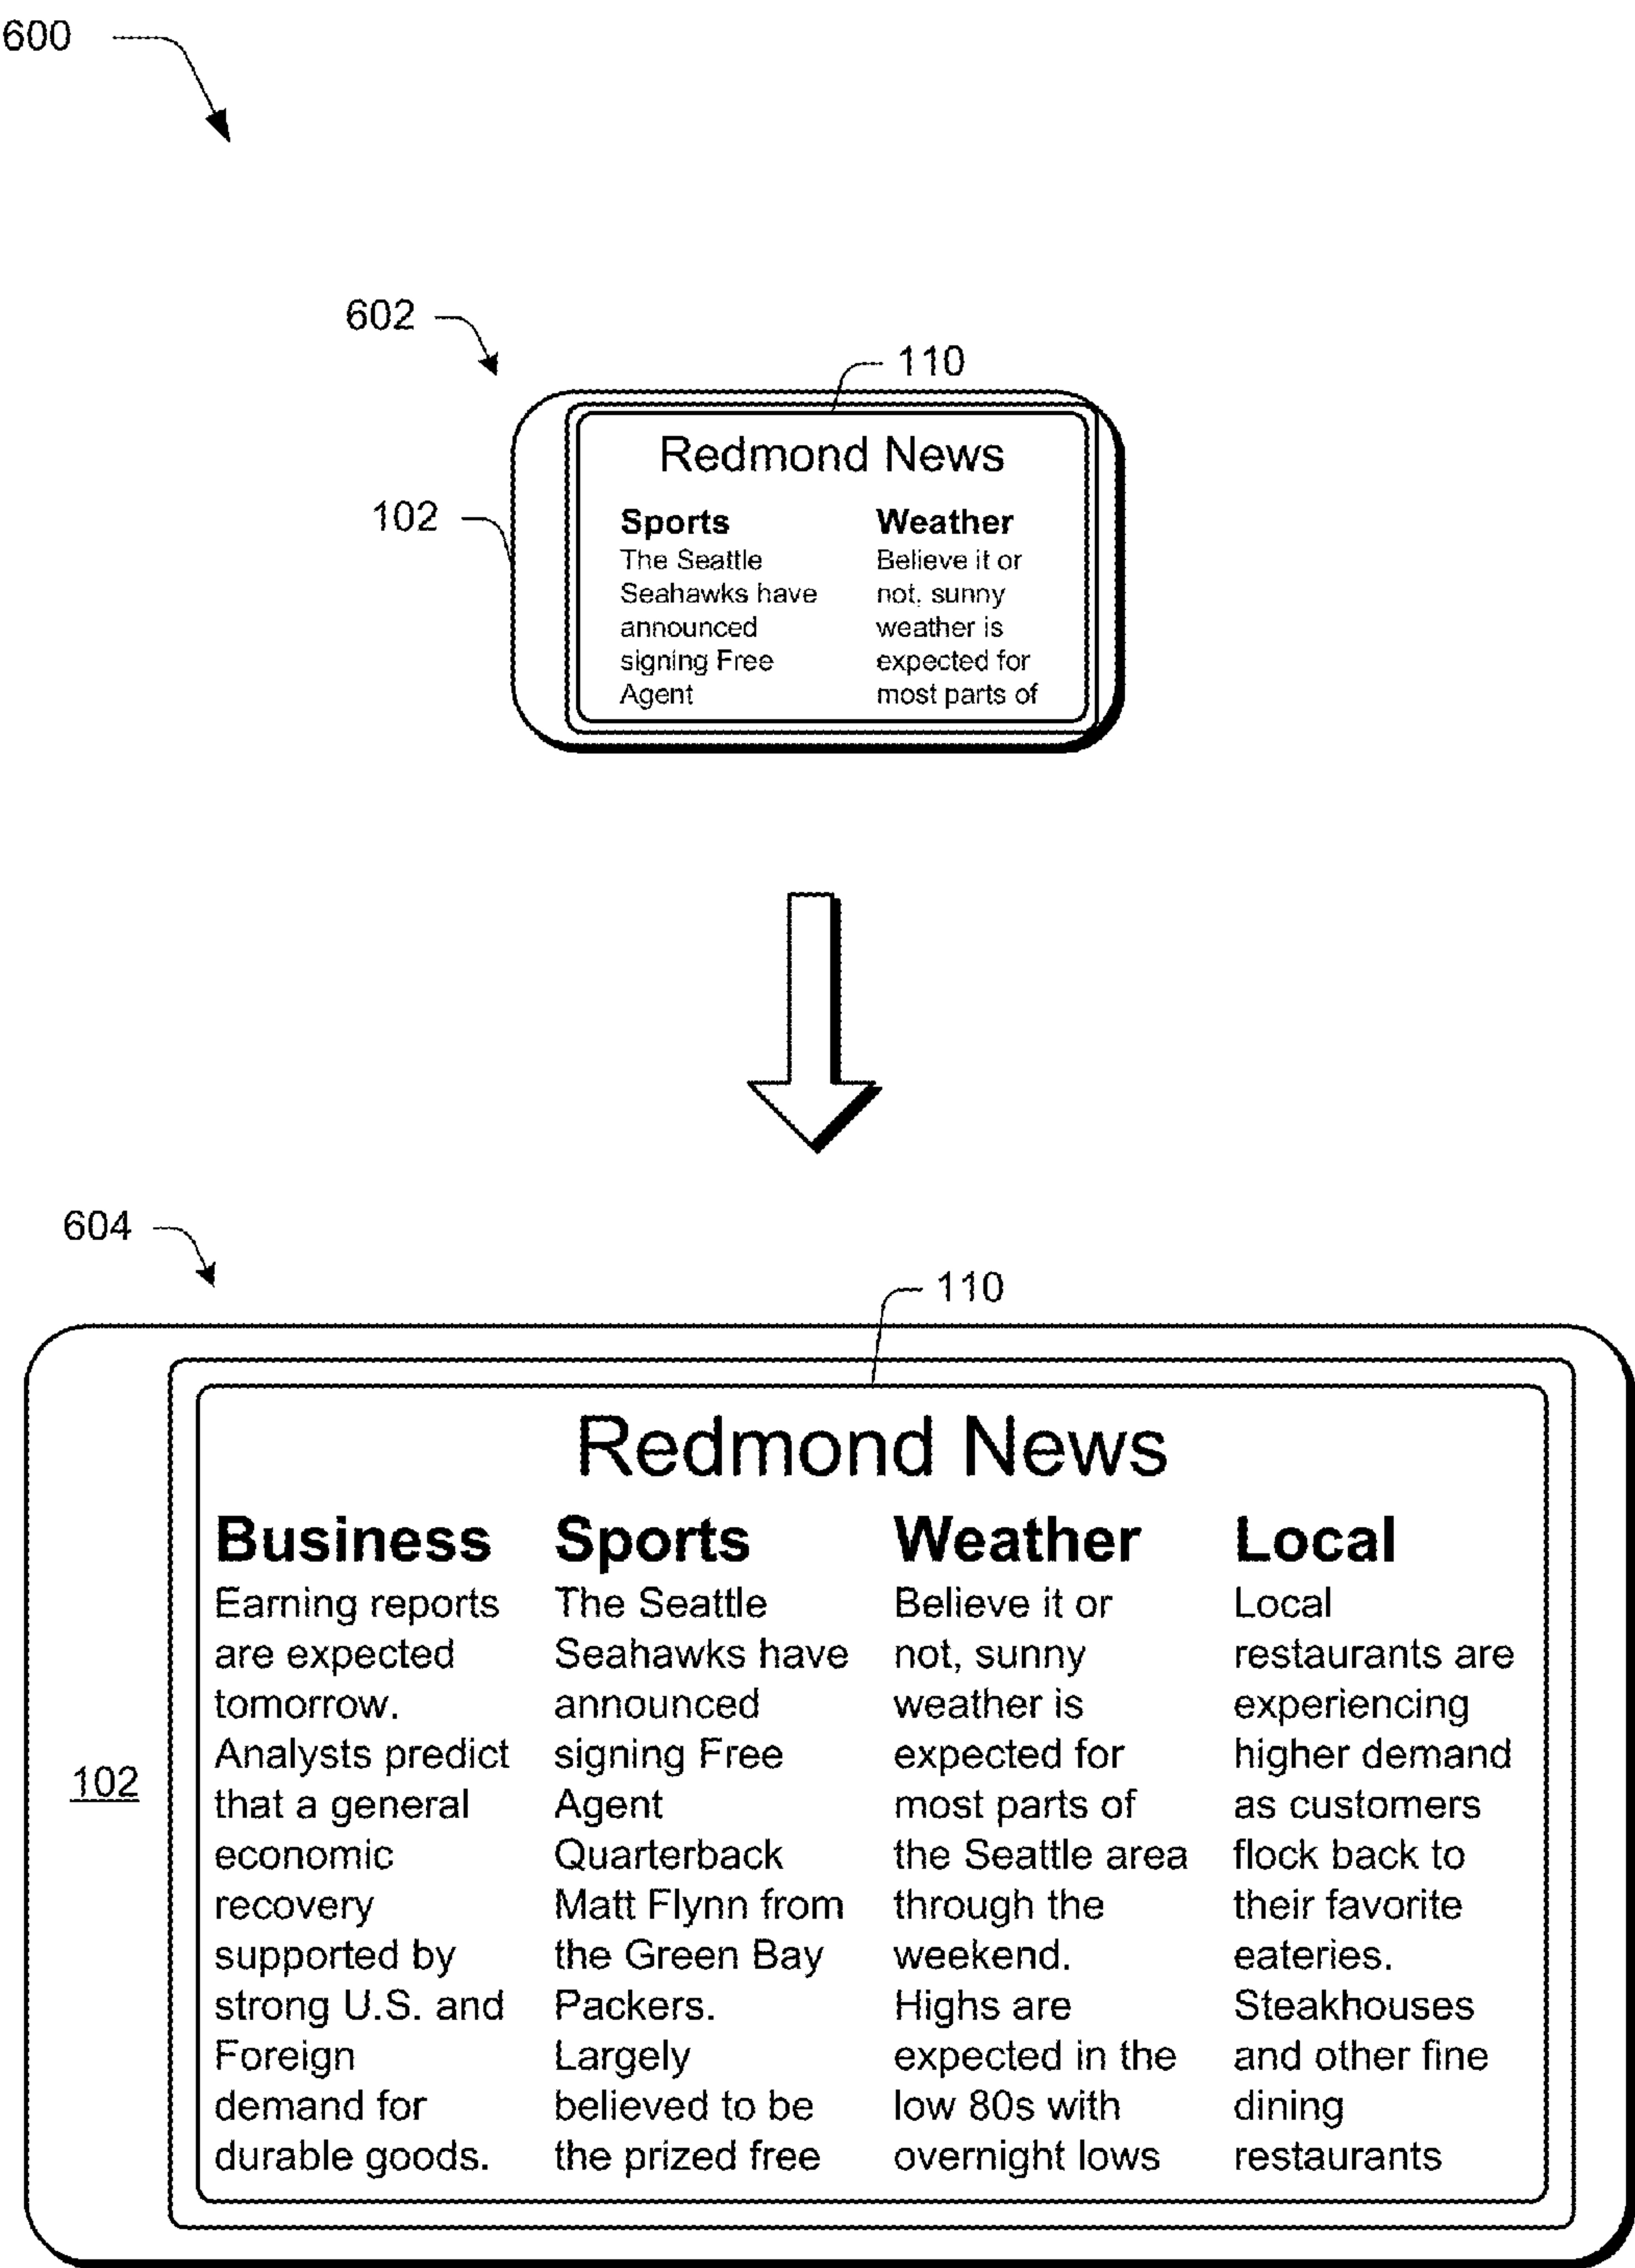 600
602
110
Redmond News
102
Sports
The Seattle
Seahawks have
announced
signing Free
Agent
Weather
Believe it or
not, sunny
weather is
expected for
most parts of
604
110
Redmond News
102
Business
Earning reports
are expected
tomorrow.
Analysts predict
that a general
economic
recovery
supported by
strong U.S. and
Foreign
demand for
durable goods.
Sports
The Seattle
Seahawks have
announced
signing Free
Agent
Quarterback
Matt Flynn from
the Green Bay
Packers.
Largely
believed to be
the prized free
Weather
Believe it or
not, sunny
weather is
expected for
most parts of
the Seattle area
through the
weekend.
Highs are
expected in the
low 80s with
overnight lows
Local
Local
restaurants are
experiencing
higher demand
as customers
flock back to
their favorite
eateries.
Steakhouses
and other fine
dining
restaurants